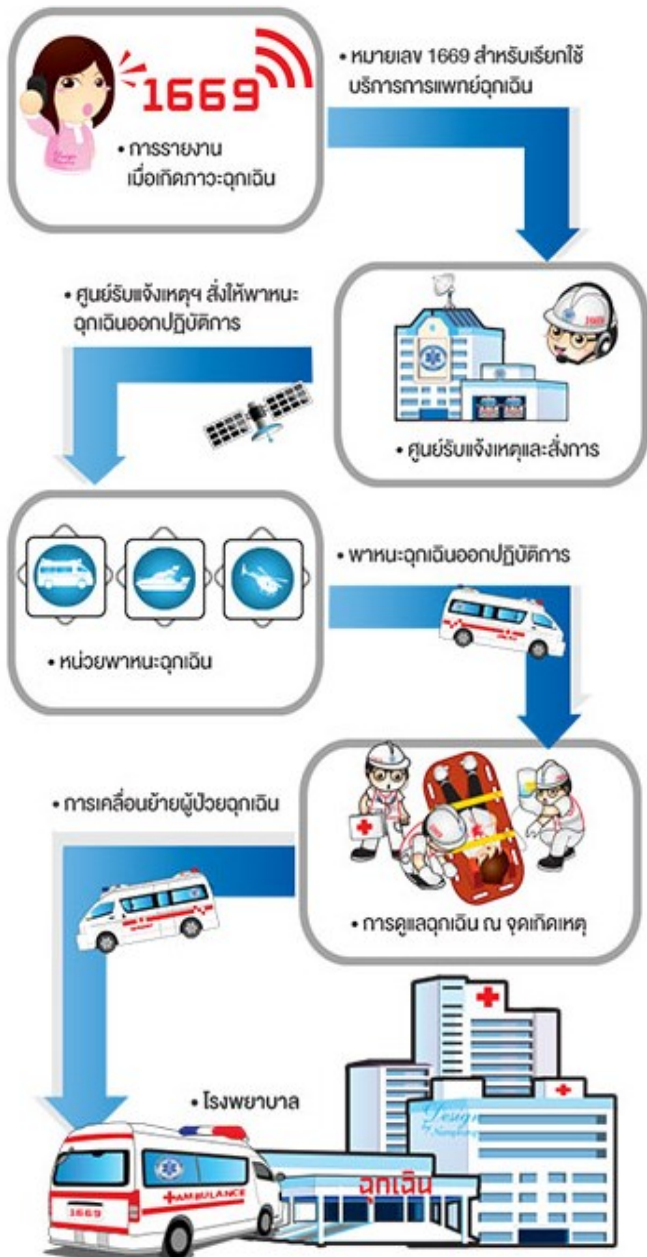 1669
• การรายงาน
เมื่อเกิดภาวะฉุกเฉิน
• หมายเลข 1669 สำหรับเรียกใช้
บริการการแพทย์ฉุกเฉิน
• ศูนย์รับแจ้งเหตุฯ สั่งให้พาหนะ
ฉุกเฉินออกปฏิบัติการ
1669
• ศูนย์รับแจ้งเหตุและสั่งการ
• พาหนะฉุกเฉินออกปฏิบัติการ
• หน่วยพาหนะฉุกเฉิน
• การเคลื่อนย้ายผู้ป่วยฉุกเฉิน
• การดูแลฉุกเฉิน ณ จุดเกิดเหตุ
• โรงพยาบาล
Design
ฉุกเฉิน
AMBULANCE
1669